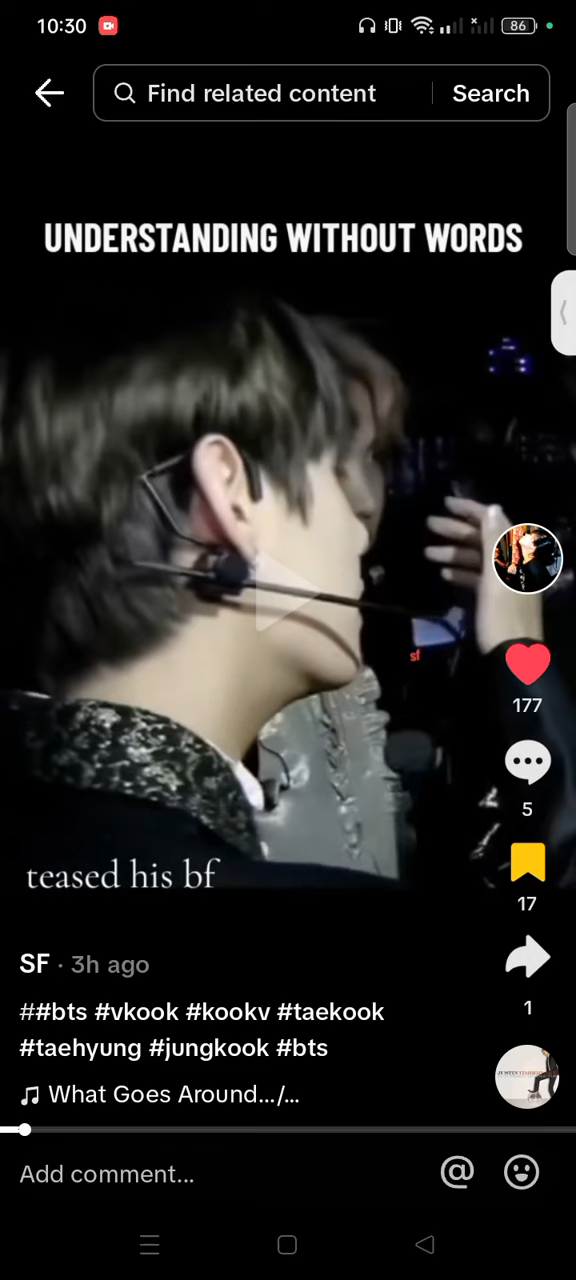 10:30
86
Find related content
Search
UNDERSTANDING WITHOUT WORDS
sf
teased his bf
177
5
17
1
SF · 3h ago
##bts #vkook #kookv #taekook
#taehyung #jungkook #bts
What Goes Around.../...
Add comment...